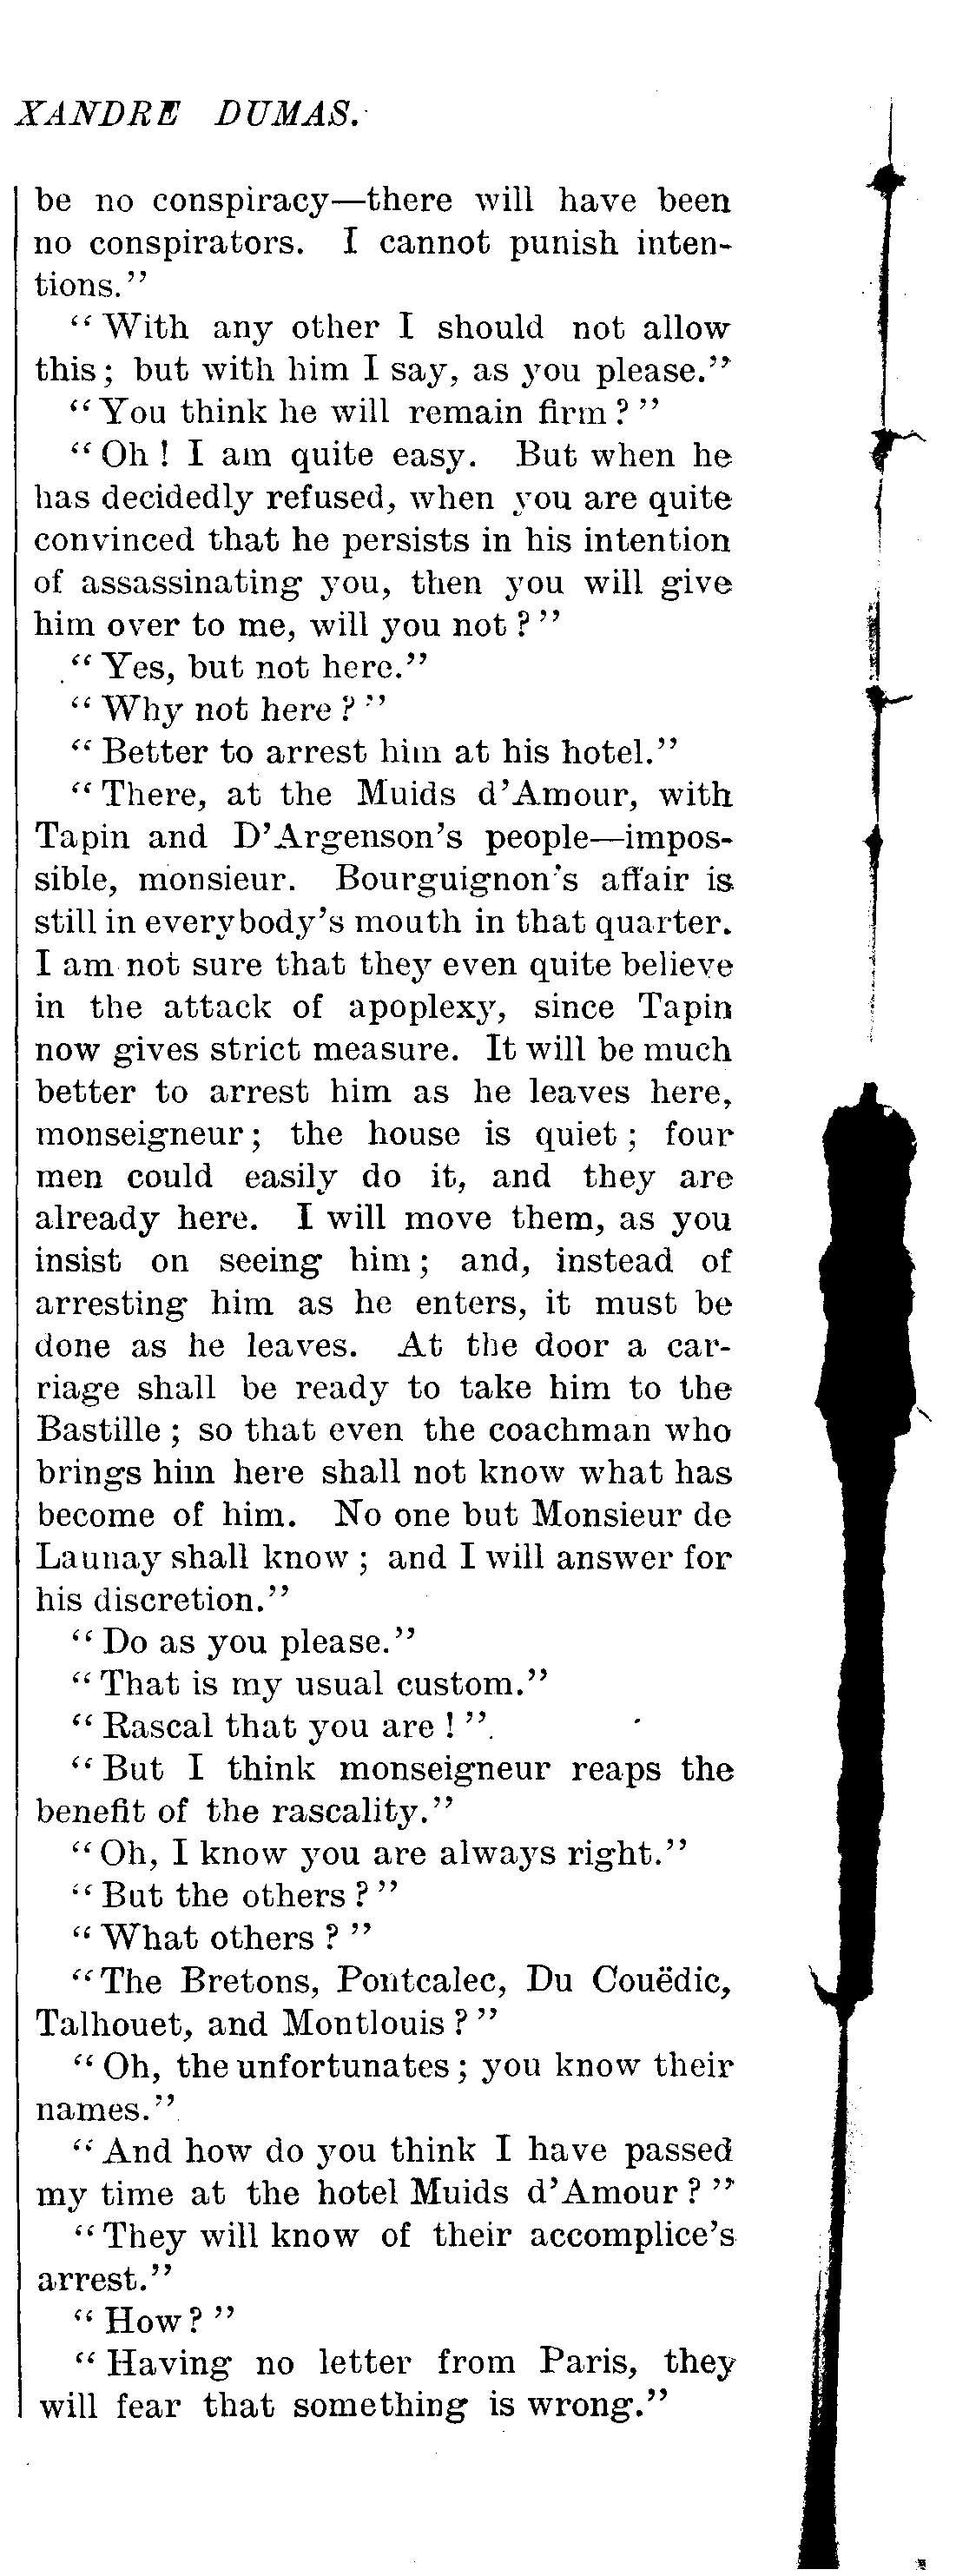 XANDRE DUMAS.
be no conspiracy—there will have been
no conspirators. I cannot punish inten-
tions."
"With any other I should not allow
this; but with him I say, as you please."
"You think he will remain firm?"
"Oh! I am quite easy. But when he
has decidedly refused, when you are quite
convinced that he persists in his intention
of assassinating you, then you will give
him over to me, will you not?"
"Yes, but not here."
"Why not here?"
"Better to arrest him at his hotel."
"There, at the Muids d'Amour, with
Tapin and D'Argenson's people—impos-
sible, monsieur. Bourguignon's affair is
still in everybody's mouth in that quarter.
I am not sure that they even quite believe
in the attack of apoplexy, since Tapin
now gives strict measure. It will be much
better to arrest him as he leaves here,
monseigneur; the house is quiet; four
men could easily do it, and they are
already here. I will move them, as you
insist on seeing him; and, instead of
arresting him as he enters, it must be
done as he leaves. At the door a car-
riage shall be ready to take him to the
Bastille; so that even the coachman who
brings him here shall not know what has
become of him. No one but Monsieur de
Launay shall know; and I will answer for
his discretion."
"Do as you please."
"That is my usual custom."
"Rascal that you are!"
"But I think monseigneur reaps the
benefit of the rascality."
"Oh, I know you are always right."
"But the others?"
"What others?"
"The Bretons, Pontcalec, Du Couëdic,
Talhouet, and Montlouis?"
"Oh, the unfortunates; you know their
names."
"And how do you think I have passed
my time at the hotel Muids d'Amour?"
"They will know of their accomplice's
arrest."
"How?"
"Having no letter from Paris, they
will fear that something is wrong."